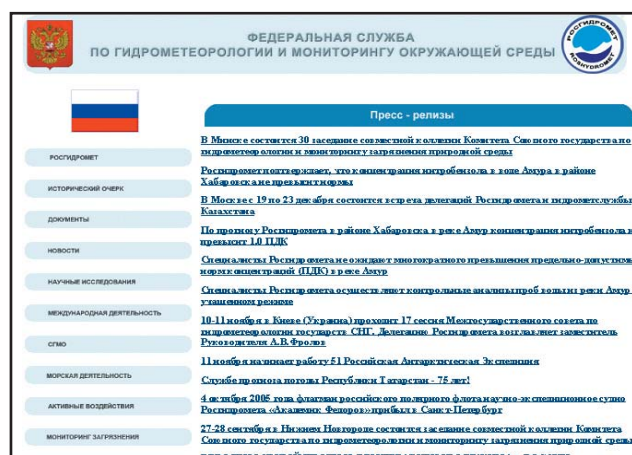 ФЕДЕРАЛЬНАЯ СЛУЖБА
ПО ГИДРОМЕТЕОРОЛОГИИ И МОНИТОРИНГУ ОКРУЖАЮЩЕЙ СРЕДЫ
РОСГИДРОМЕТ
ROSHYDROMET
Пресс - релизы
РОСГИДРОМЕТ
ИСТОРИЧЕСКИЙ ОЧЕРК
ДОКУМЕНТЫ
НОВОСТИ
НАУЧНЫЕ ИССЛЕДОВАНИЯ
МЕЖДУНАРОДНАЯ ДЕЯТЕЛЬНОСТЬ
СГМО
МОРСКАЯ ДЕЯТЕЛЬНОСТЬ
АКТИВНЫЕ ВОЗДЕЙСТВИЯ
МОНИТОРИНГ ЗАГРЯЗНЕНИЯ
В Минске состоится 30 заседание совместной коллегии Комитета Союзного государства по
гидрометеорологии и мониторингу загрязнения природной среды
Росгидромет подтверждает, что концентрация нитробензола в воде Амура в районе
Хабаровска не превысит нормы
В Москве с 19 по 23 декабря состоится встреча делегаций Росгидромета и гидрометслужбы
Казахстана
По прогнозу Росгидромета в районе Хабаровска в реке Амур концентрация нитробензола н
превысит 1.0 ПДК
Специалисты Росгидромета не ожидают многократного превышения предельно-допустимы
норм концентраций (ПДК) в реке Амур
Специалисты Росгидромета осуществляют контрольные анализы проб воды из реки Амур
учащенном режиме
10-11 ноября в Киеве (Украина) проходит 17 сессия Межгосударственного совета по
гидрометеорологии государств СНГ. Делегацию Росгидромета возглавляет заместитель
Руководителя А.В.Фролов
11 ноября начинает работу 51 Российская Антарктическая Экспедиция
Службе прогноза погоды Республики Татарстан - 75 лет!
4 октября 2005 года флагман российского полярного флота научно-экспедиционное судно
Росгидромета «Академик Федоров» прибыл в Санкт-Петербург
27-28 сентября в Нижнем Новгороде состоится заседание совместной коллегии Комитета
Союзного государства по гидрометеорологии и мониторингу загрязнения природной среды